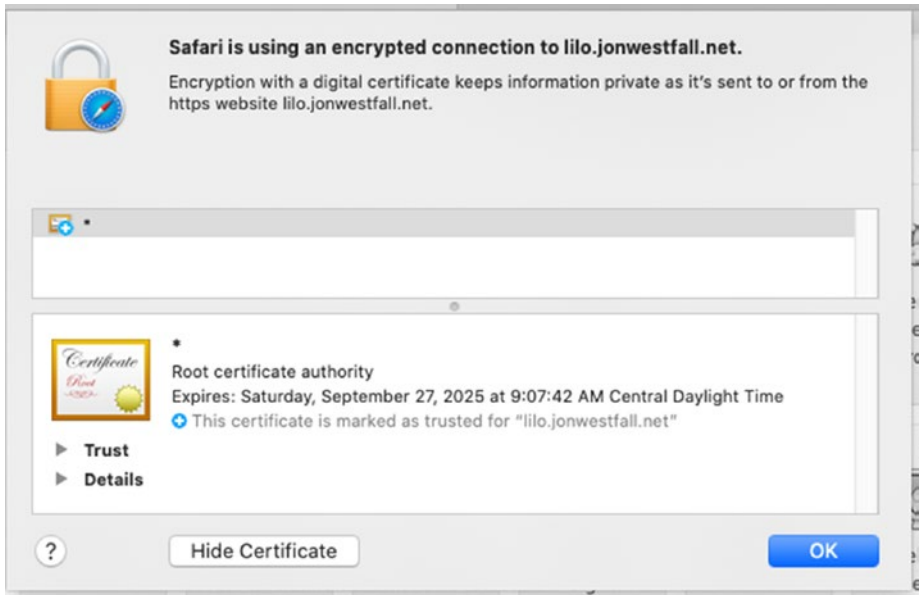 Safari is using an encrypted connection to lilo.jonwestfall.net.
Encryption with a digital certificate keeps information private as it's sent to or from the
https website lilo.jonwestfall.net.
*
Certificate
Root
*
Root certificate authority
Expires: Saturday, September 27, 2025 at 9:07:42 AM Central Daylight Time
This certificate is marked as trusted for "lilo.jonwestfall.net"
Trust
Details
?
Hide Certificate
OK